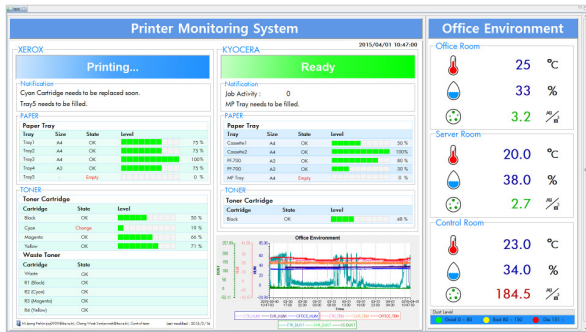 Printer Monitoring System
2015/04/01 10:47:00
XEROX
Printing...
Notification
Cyan Cartridge needs to be replaced soon.
Tray5 needs to be filled.
PAPER
Paper Tray
Tray Size State Level
Tray1 A4 OK 75 %
Tray2 A4 OK 75 %
Tray3 A4 OK 100%
Tray4 A3 OK 75 %
Tray5 Empty 0 %
TONER
Toner Cartridge
Cartridge State Level
Black OK 50 %
Cyan Change 10 %
Magenta OK 66 %
Yellow OK 71 %
Waste Toner
Cartridge State
Waste OK
R1 (Black) OK
R2 (Cyan) OK
R3 (Magenta) OK
R4 (Yellow) OK
KYOCERA
Ready
Notification
Job Activity : 0
MP Tray needs to be filled.
PAPER
Paper Tray
Tray Size State Level
Cassette1 A4 OK 50 %
Cassette2 A4 OK 100%
PF-700 A3 OK 80 %
PF-700 A4 OK 30 %
MP Tray A4 Empty 0 %
TONER
Toner Cartridge
Cartridge State Level
Black OK 68 %
Office Environment
Office Environment
Office Room
25 ℃
33 %
3.2
Server Room
20.0 ℃
38.0 %
2.7
Control Room
23.0 ℃
34.0 %
184.5
Dust Level